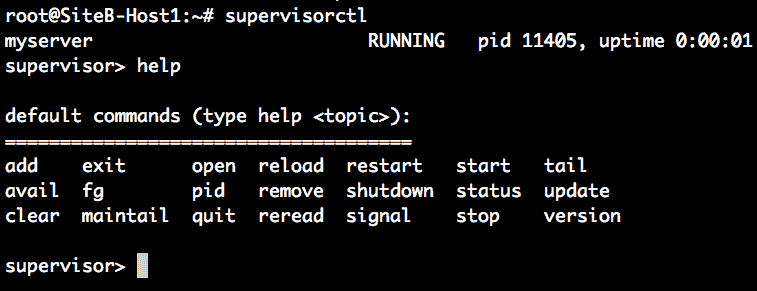 root@SiteB-Host1:~# supervisorctl
myserver                         RUNNING   pid 11405, uptime 0:00:01
supervisor> help
default commands (type help <topic>):
=====================================
add    exit      open  reload  restart   start   tail
avail  fg        pid   remove  shutdown  status  update
clear  maintail  quit  reread  signal    stop    version
supervisor>